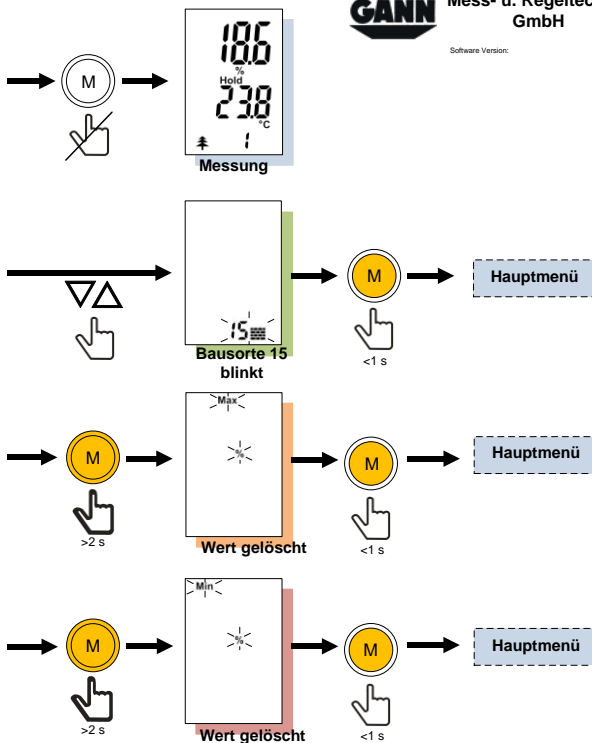 GANN
Mess- u.
GmbH
Software Version:
M
18.6
%
Hold
23.8
°C
1
Messung
15
Bausorte 15
blinkt
M
<1 s
Hauptmenü
M
>2 s
Max
%
Wert gelöscht
M
<1 s
Hauptmenü
M
>2 s
Min
%
Wert gelöscht
M
<1 s
Hauptmenü